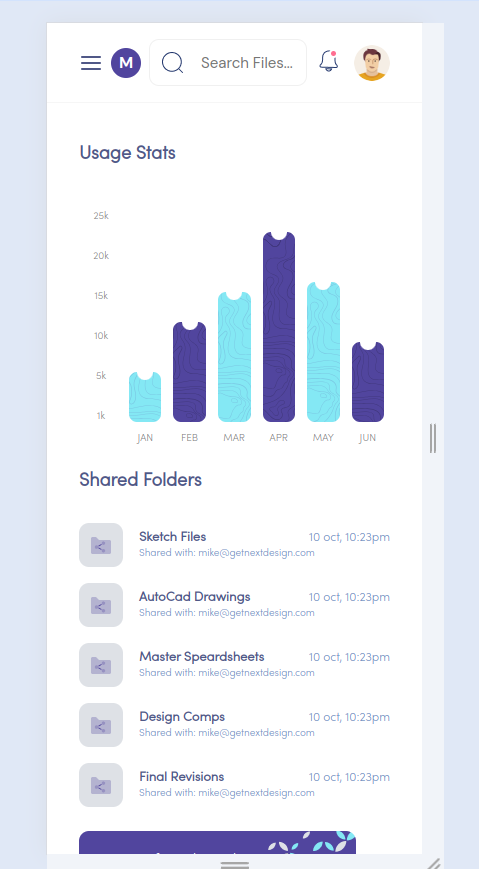 M
Search Files...
Usage Stats
25k
20k
15k
10k
5k
1k
JAN FEB MAR APR MAY JUN
Shared Folders
Sketch Files 10 oct, 10:23pm
Shared with: mike@getnextdesign.com
AutoCad Drawings 10 oct, 10:23pm
Shared with: mike@getnextdesign.com
Master Speardsheets 10 oct, 10:23pm
Shared with: mike@getnextdesign.com
Design Comps 10 oct, 10:23pm
Shared with: mike@getnextdesign.com
Final Revisions 10 oct, 10:23pm
Shared with: mike@getnextdesign.com